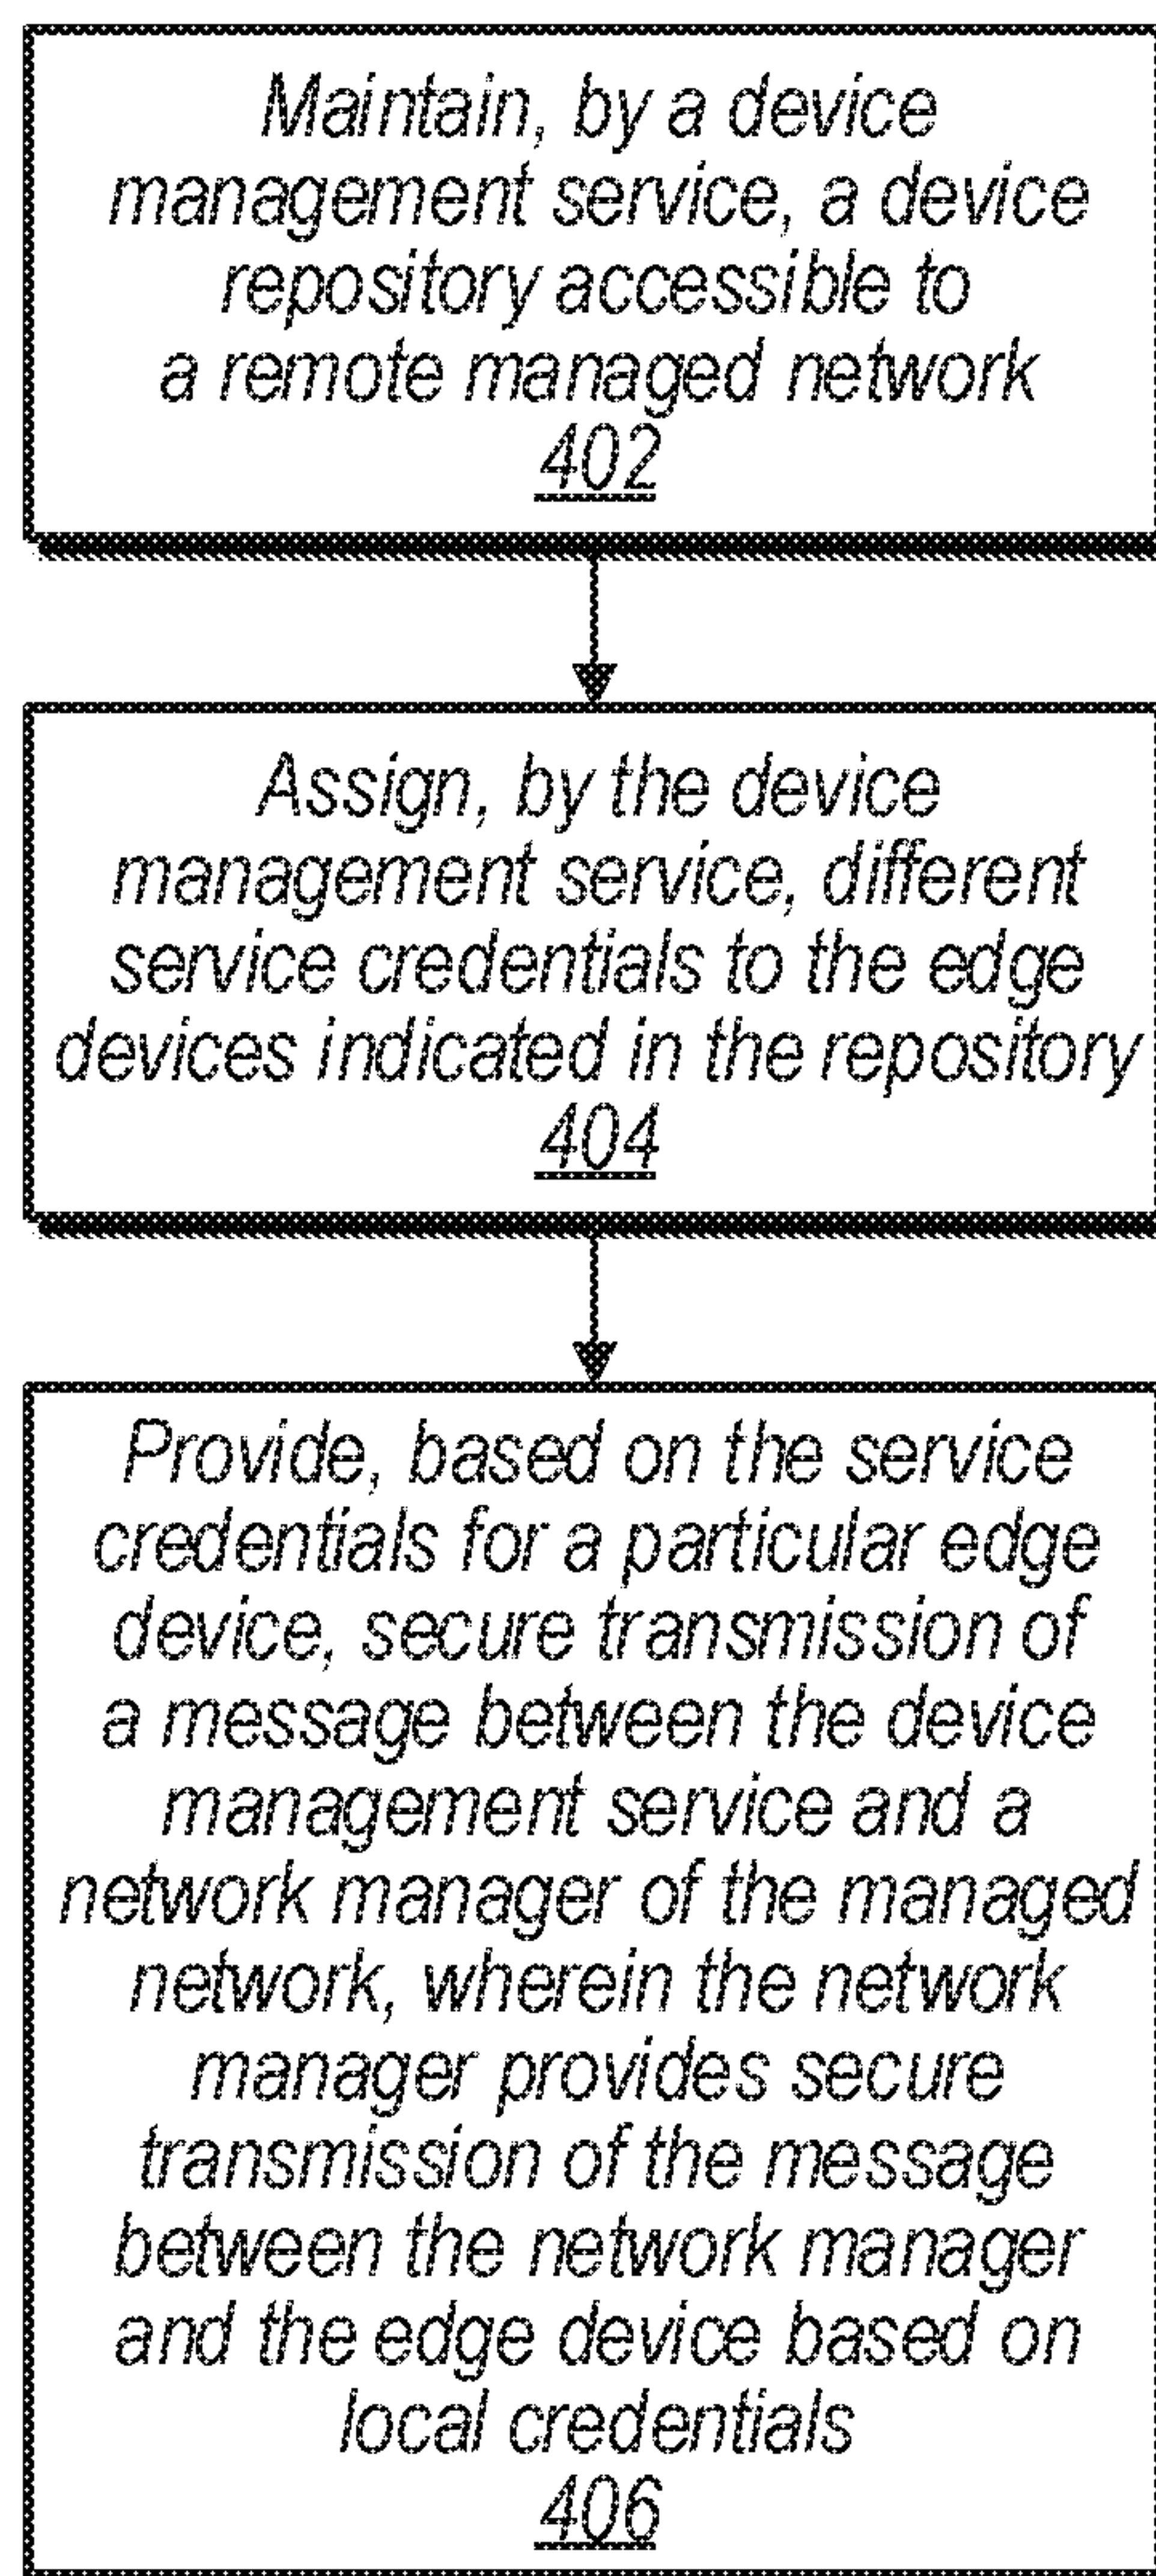 Maintain, by a device
management service, a device
repository accessible to
a remote managed network
402
Assign, by the device
management service, different
service credentials to the edge
devices indicated in the repository
404
Provide, based on the service
credentials for a particular edge
device, secure transmission of
a message between the device
management service and a
network manager of the managed
network, wherein the network
manager provides secure
transmission of the message
between the network manager
and the edge device based on
local credentials
406